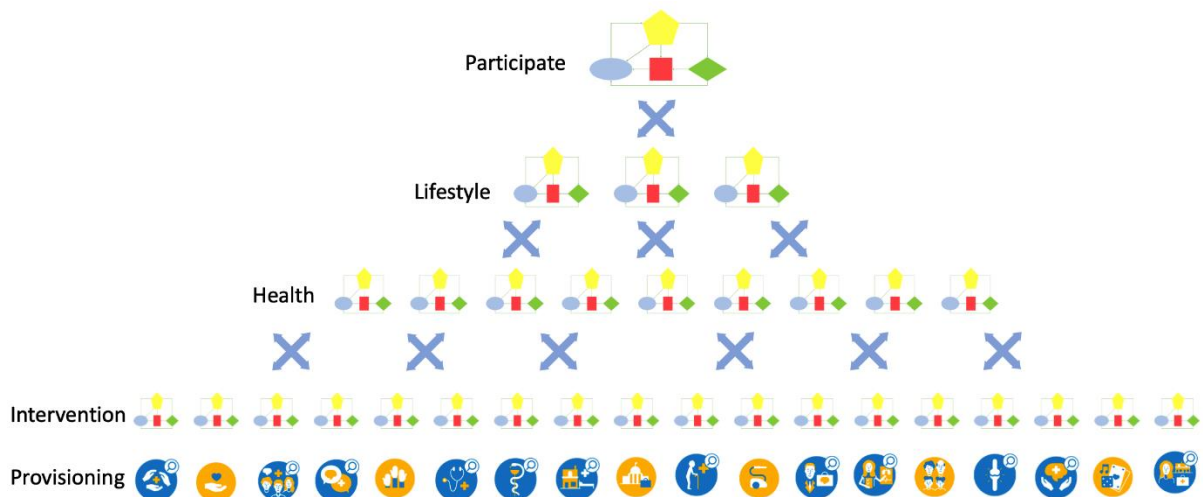 Participate
Lifestyle
Health
Intervention
Provisioning